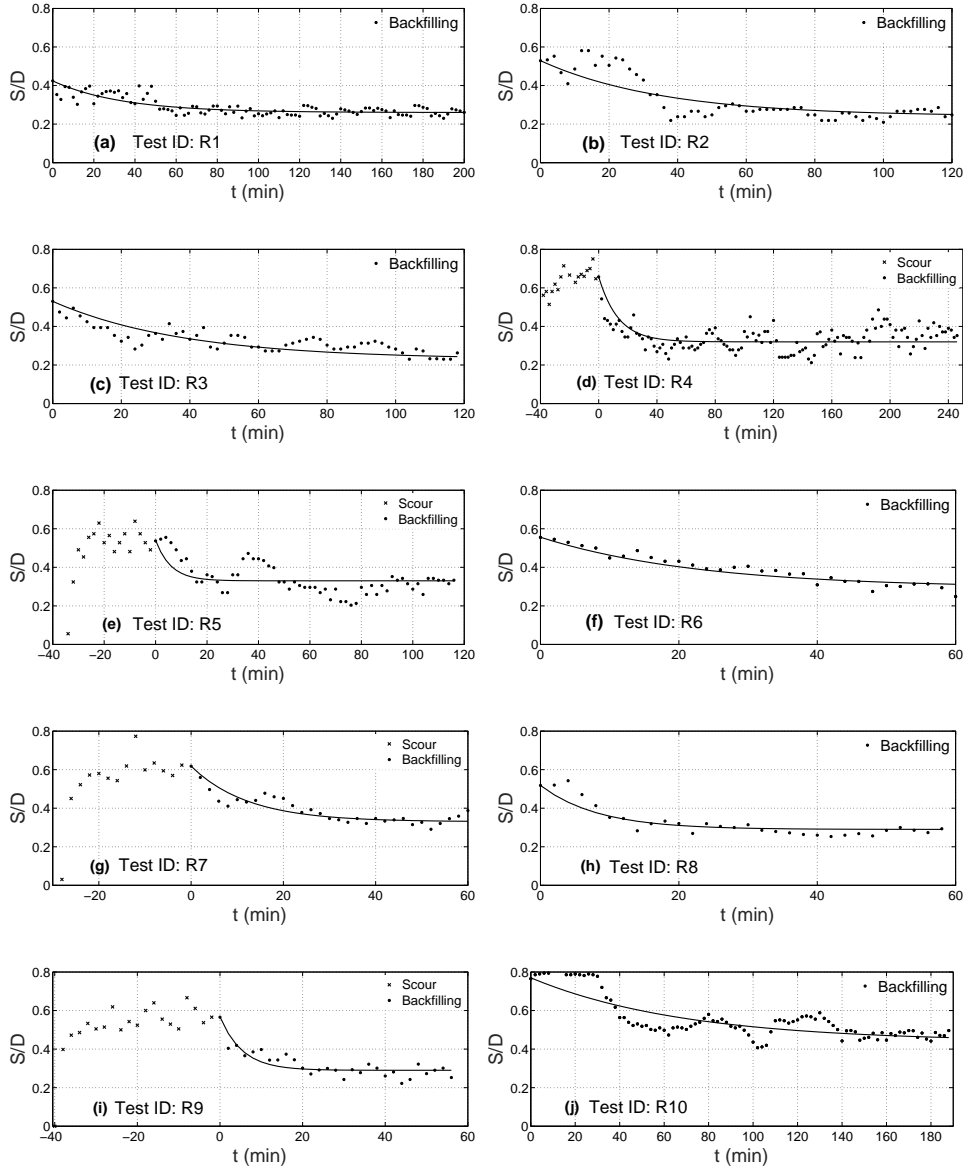 0.8
0.6
0.4
0.2
0
S/D
Backfilling
(a) Test ID: R1
0 20 40 60 80 100 120 140 160 180 200
t (min)
0.8
0.6
0.4
0.2
0
S/D
Backfilling
(b) Test ID: R2
0 20 40 60 80 100 120
t (min)
0.8
0.6
0.4
0.2
0
S/D
Backfilling
(c) Test ID: R3
0 20 40 60 80 100 120
t (min)
0.8
0.6
0.4
0.2
0
S/D
Scour
Backfilling
(d) Test ID: R4
−40 0 40 80 120 160 200 240
t (min)
0.8
0.6
0.4
0.2
0
S/D
Scour
Backfilling
(e) Test ID: R5
−40 −20 0 20 40 60 80 100 120
t (min)
0.8
0.6
0.4
0.2
0
S/D
Backfilling
(f) Test ID: R6
0 20 40 60
t (min)
0.8
0.6
0.4
0.2
0
S/D
Scour
Backfilling
(g) Test ID: R7
−20 0 20 40 60
t (min)
0.8
0.6
0.4
0.2
0
S/D
Backfilling
(h) Test ID: R8
0 20 40 60
t (min)
0.8
0.6
0.4
0.2
0
S/D
Scour
Backfilling
(i) Test ID: R9
−40 −20 0 20 40 60
t (min)
0.8
0.6
0.4
0.2
0
S/D
Backfilling
(j) Test ID: R10
0 20 40 60 80 100 120 140 160 180
t (min)